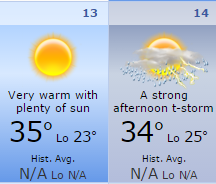 13
Very warm with
plenty of sun
35° Lo 23°
Hist. Avg.
N/A Lo N/A
14
A strong
afternoon t-storm
34° Lo 25°
Hist. Avg.
N/A Lo N/A